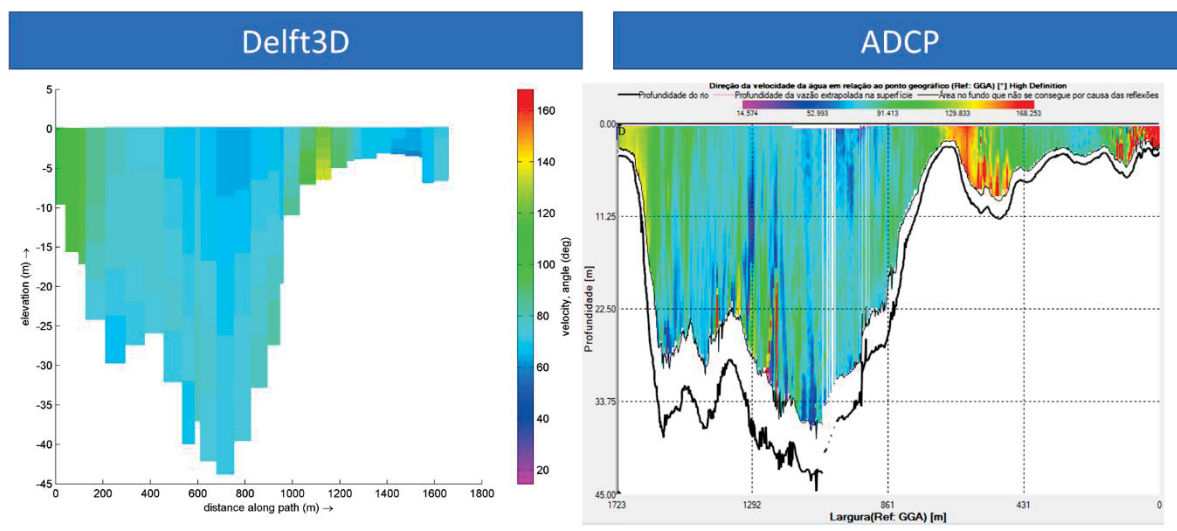 Delft3D
ADCP
5
0
-5
-10
-15
-20
-25
-30
-35
-40
-45
elevation (m) →
0
200
400
600
800
1000
1200
1400
1600
1800
distance along path (m) →
160
140
120
100
80
60
40
20
velocity, angle (deg)
Direção da velocidade da água em relação ao ponto geográfico (Ref: GGA) [°] High Definition
Profundidade do rio
Profundidade da vazão extrapolada na superfície
Área no fundo que não se consegue por causa das reflexões
14.574 52.993 91.413 129.833 168.253
D
0.00
11.25
22.50
33.75
45.00
Profundidade [m]
1723 1292 861 431 0
Largura(Ref: GGA) [m]